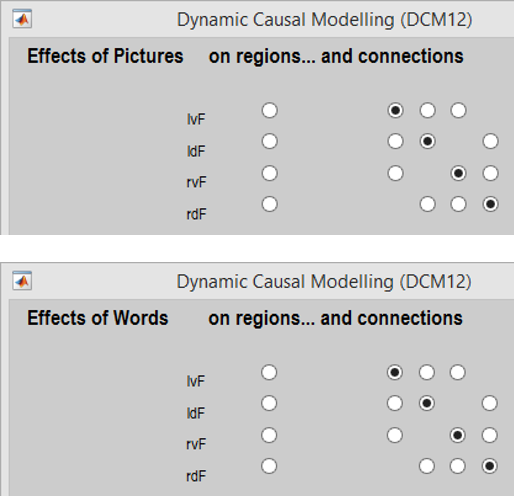 Dynamic Causal Modelling (DCM12)
Effects of Pictures on regions... and connections
lvF
ldF
rvF
rdF
Dynamic Causal Modelling (DCM12)
Effects of Words on regions... and connections
lvF
ldF
rvF
rdF